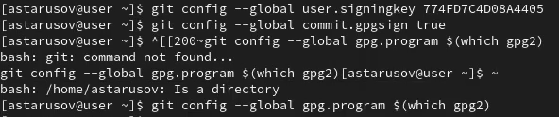 [astarusov@user ~]$ git config --global user.signingkey 774FD7C4D08A4405
[astarusov@user ~]$ git config --global commit.gpgsign true
[astarusov@user ~]$ ^[[200~git config --global gpg.program $(which gpg2)
bash: git: command not found...
git config --global gpg.program $(which gpg2)[astarusov@user ~]$ ~
bash: /home/astarusov: Is a directory
[astarusov@user ~]$ git config --global gpg.program $(which gpg2)